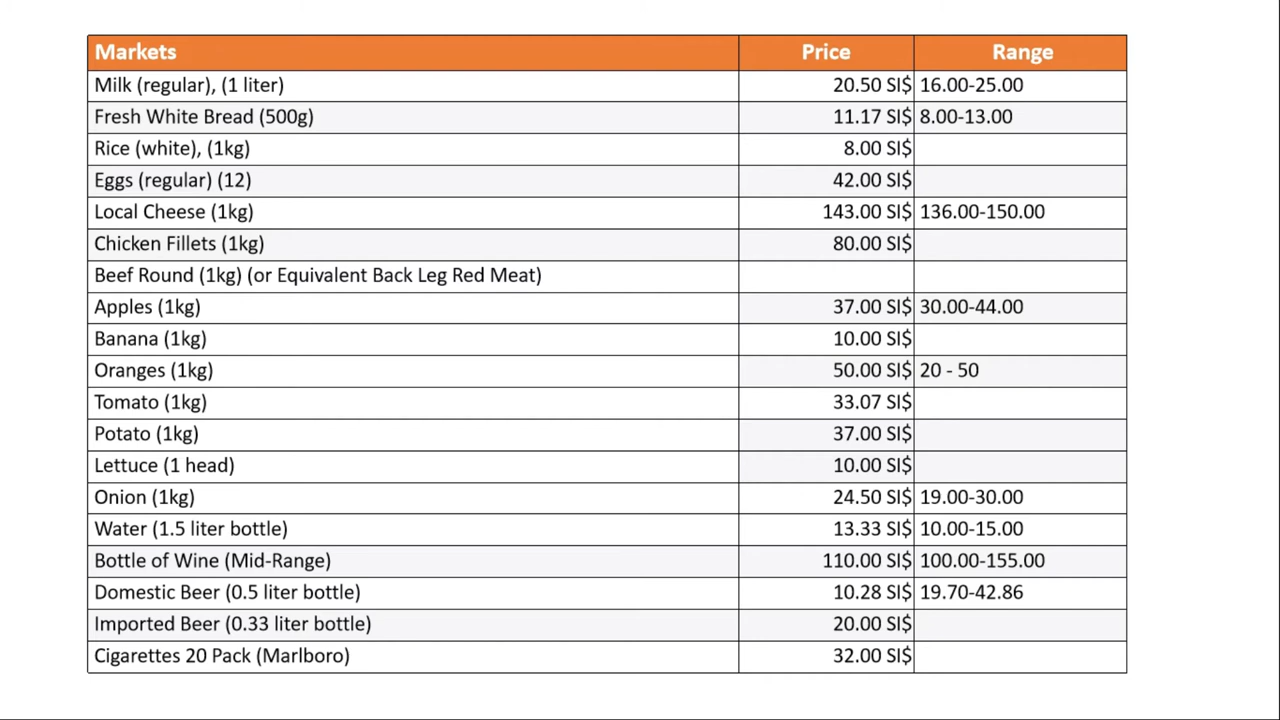 Markets Price Range
Milk (regular), (1 liter) 20.50 SI$ 16.00-25.00
Fresh White Bread (500g) 11.17 SI$ 8.00-13.00
Rice (white), (1kg) 8.00 SI$
Eggs (regular) (12) 42.00 SI$
Local Cheese (1kg) 143.00 SI$ 136.00-150.00
Chicken Fillets (1kg) 80.00 SI$
Beef Round (1kg) (or Equivalent Back Leg Red Meat)
Apples (1kg) 37.00 SI$ 30.00-44.00
Banana (1kg) 10.00 SI$
Oranges (1kg) 50.00 SI$ 20 - 50
Tomato (1kg) 33.07 SI$
Potato (1kg) 37.00 SI$
Lettuce (1 head) 10.00 SI$
Onion (1kg) 24.50 SI$ 19.00-30.00
Water (1.5 liter bottle) 13.33 SI$ 10.00-15.00
Bottle of Wine (Mid-Range) 110.00 SI$ 100.00-155.00
Domestic Beer (0.5 liter bottle) 10.28 SI$ 19.70-42.86
Imported Beer (0.33 liter bottle) 20.00 SI$
Cigarettes 20 Pack (Marlboro) 32.00 SI$